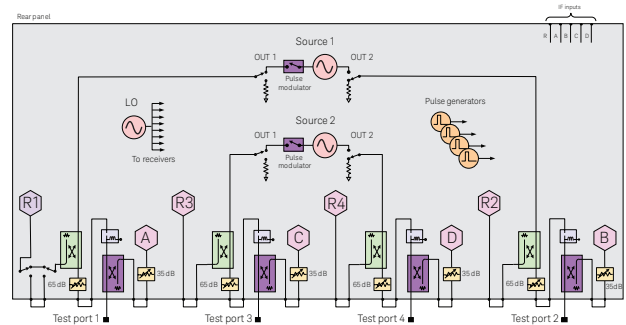 IF inputs
Rear panel
R A B C D
Source 1
OUT 1
OUT 2
Pulse
modulator
LO
To receivers
Pulse generators
Source 2
OUT 1
OUT 2
Pulse
modulator
R1
R3
R4
R2
A
C
D
B
35 dB
35 dB
35 dB
35 dB
65 dB
65 dB
65 dB
65 dB
Test port 1
Test port 3
Test port 4
Test port 2